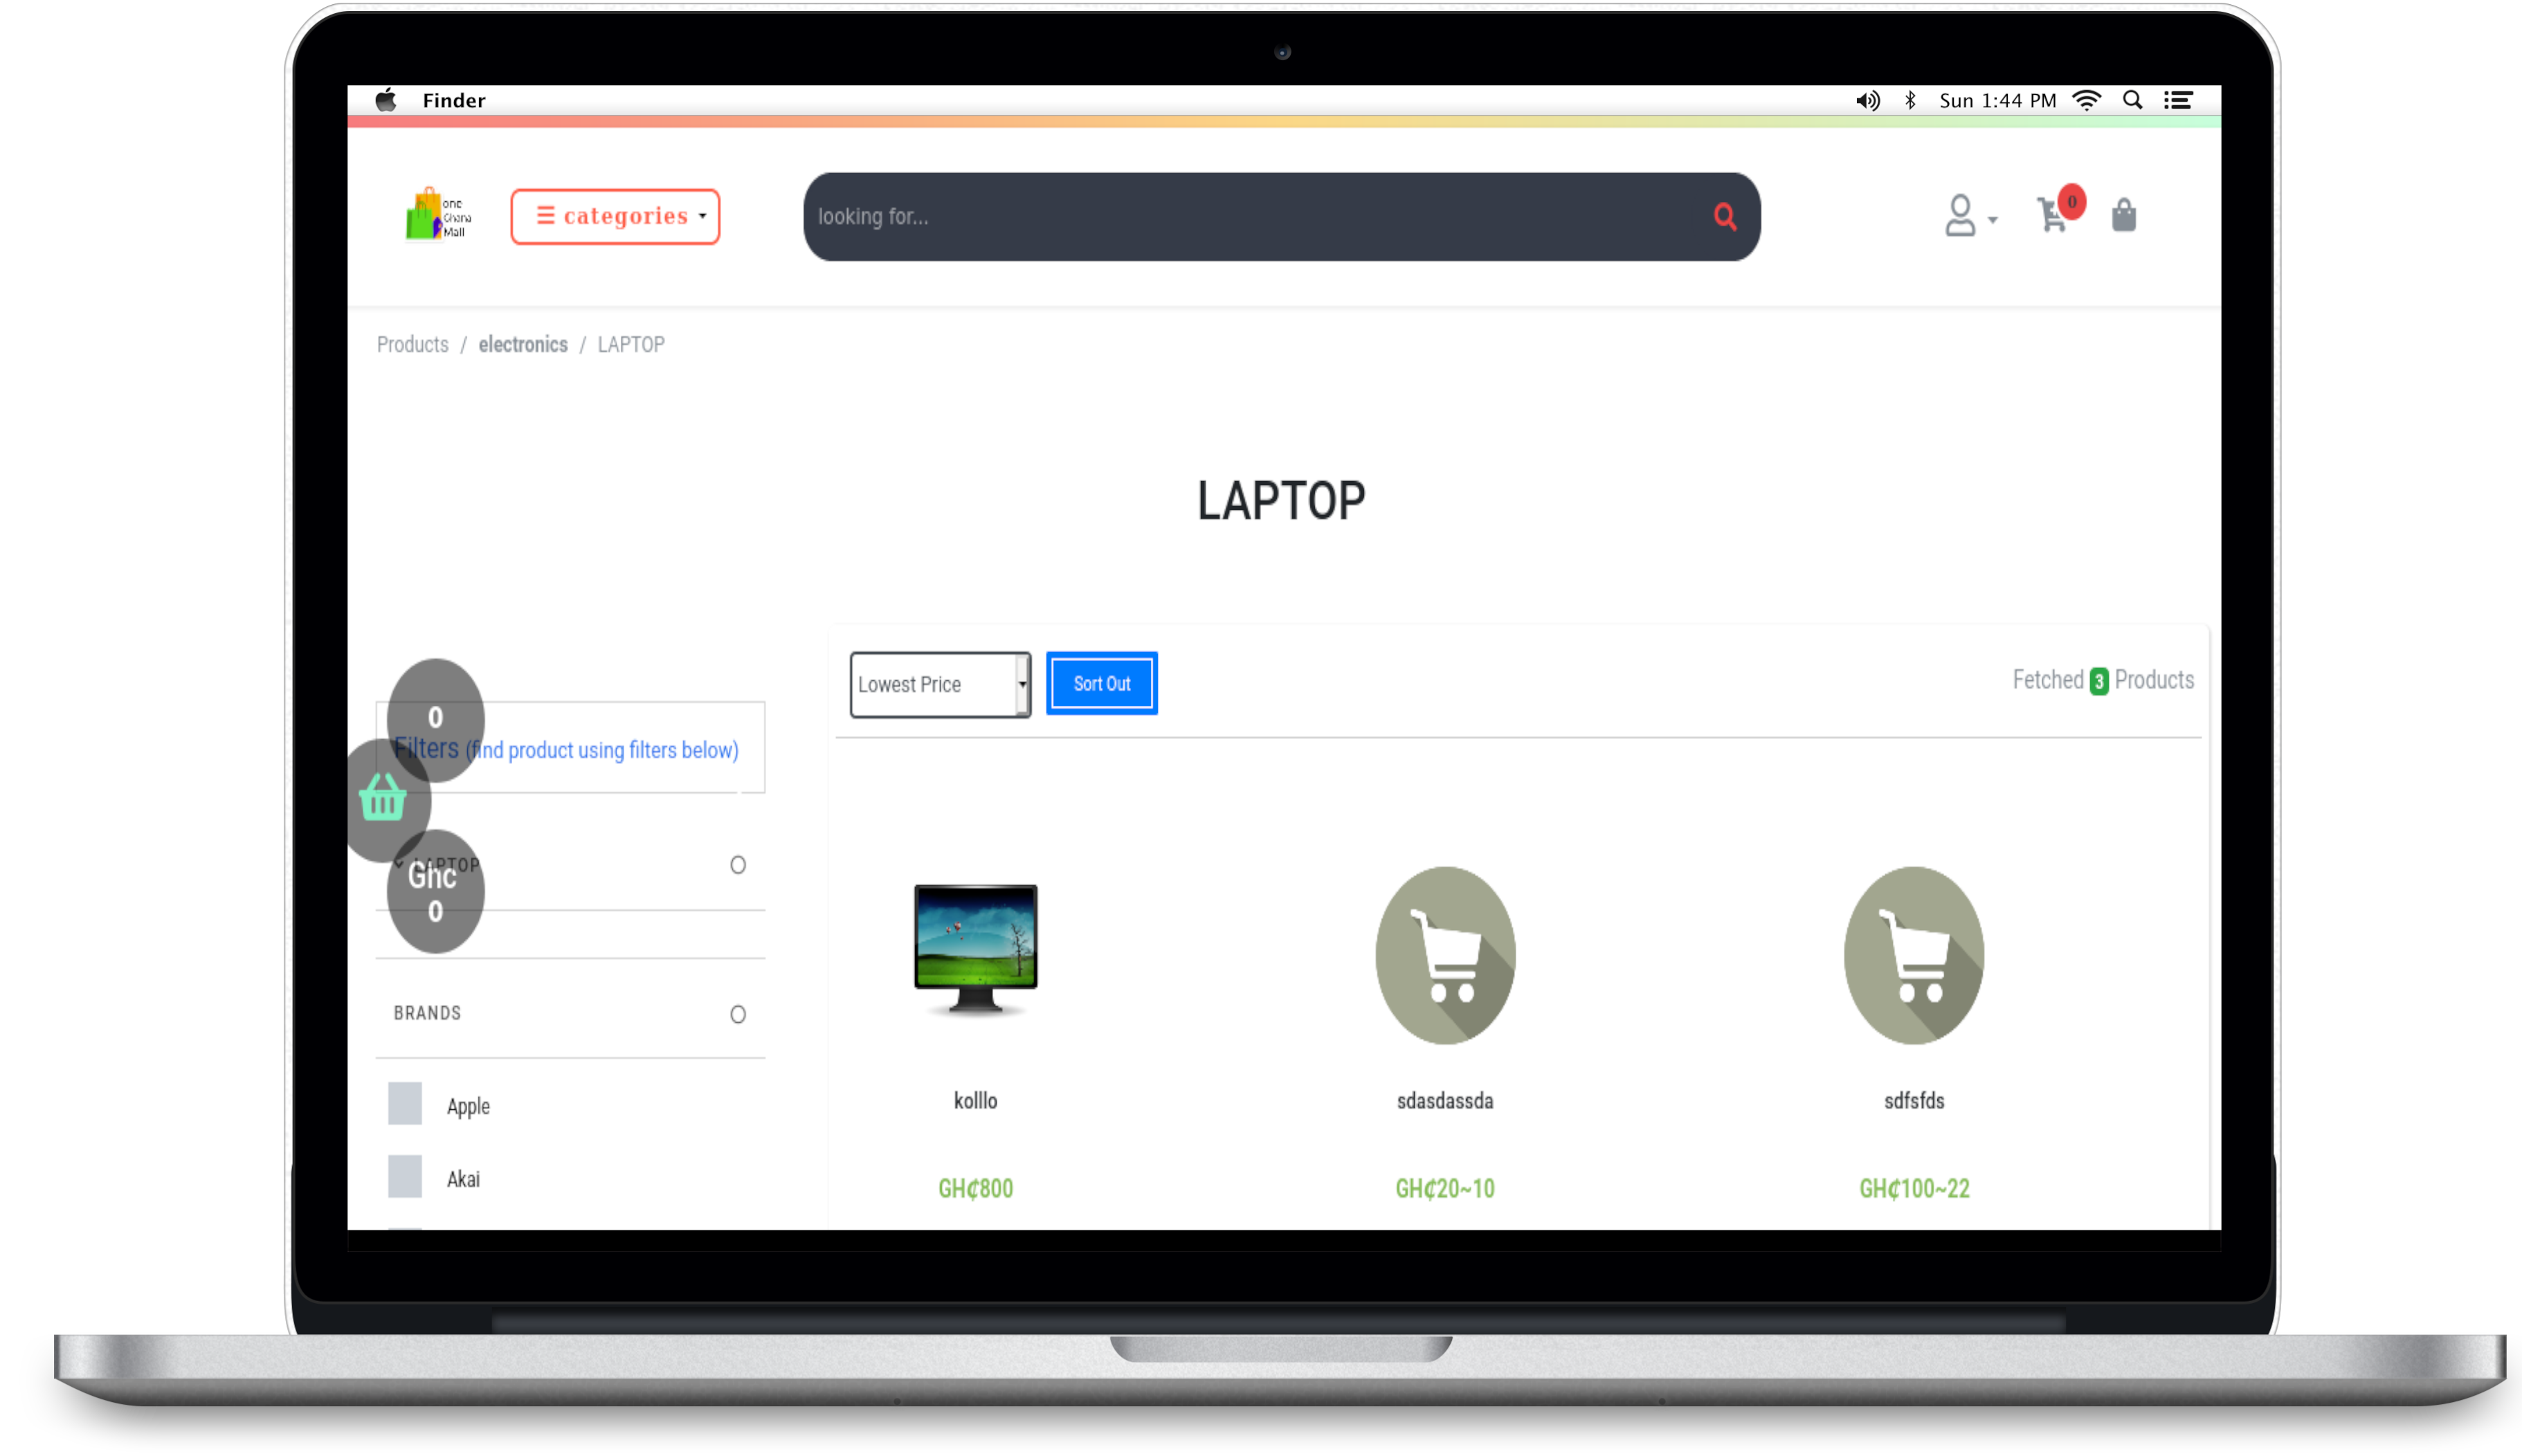 Finder
Sun 1:44 PM
one
Ghana
Mall
categories
looking for...
0
Products / electronics / LAPTOP
LAPTOP
Lowest Price
Sort Out
Fetched 3 Products
0
Filters (find product using filters below)
LAPTOP
Ghc
0
BRANDS
Apple
Akai
kolllo
sdasdassda
sdfsfds
GH₵800
GH₵20~10
GH₵100~22